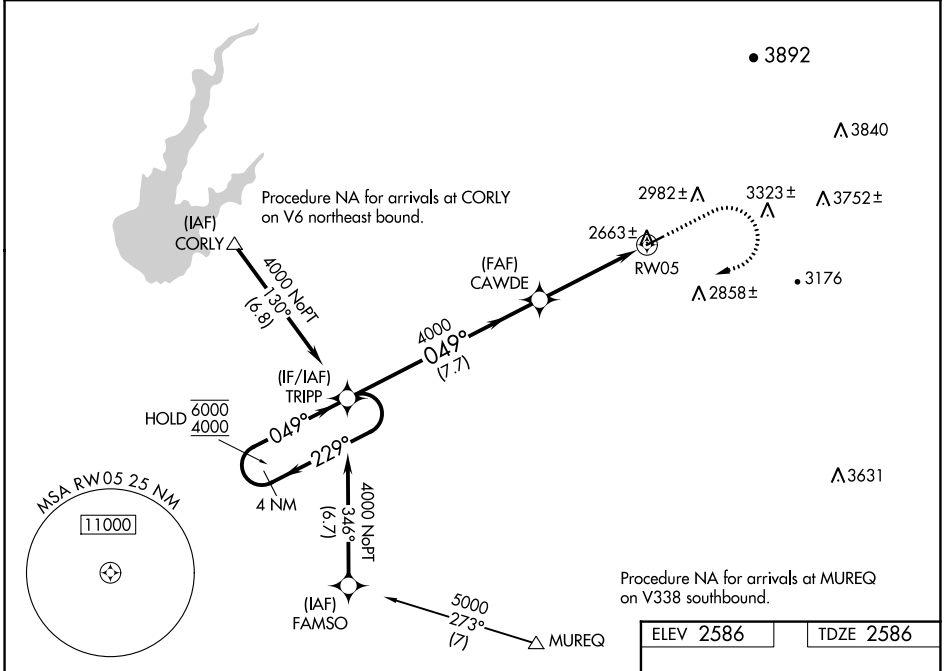 3892
3840
Procedure NA for arrivals at CORLY
on V6 northeast bound.
2982±
3323±
3752±
(IAF)
CORLY
2663±
RW05
(FAF)
CAWDE
3176
2858±
4000 NoPT
130°
(6.8)
4000
049°
(7.7)
(IF/IAF)
TRIPP
HOLD 6000
4000
049°
229°
4 NM
3631
MSA RW05 25 NM
11000
4000 NoPT
346°
(6.7)
(IAF)
FAMSO
5000
273°
(7)
MUREQ
Procedure NA for arrivals at MUREQ
on V338 southbound.
ELEV 2586
TDZE 2586